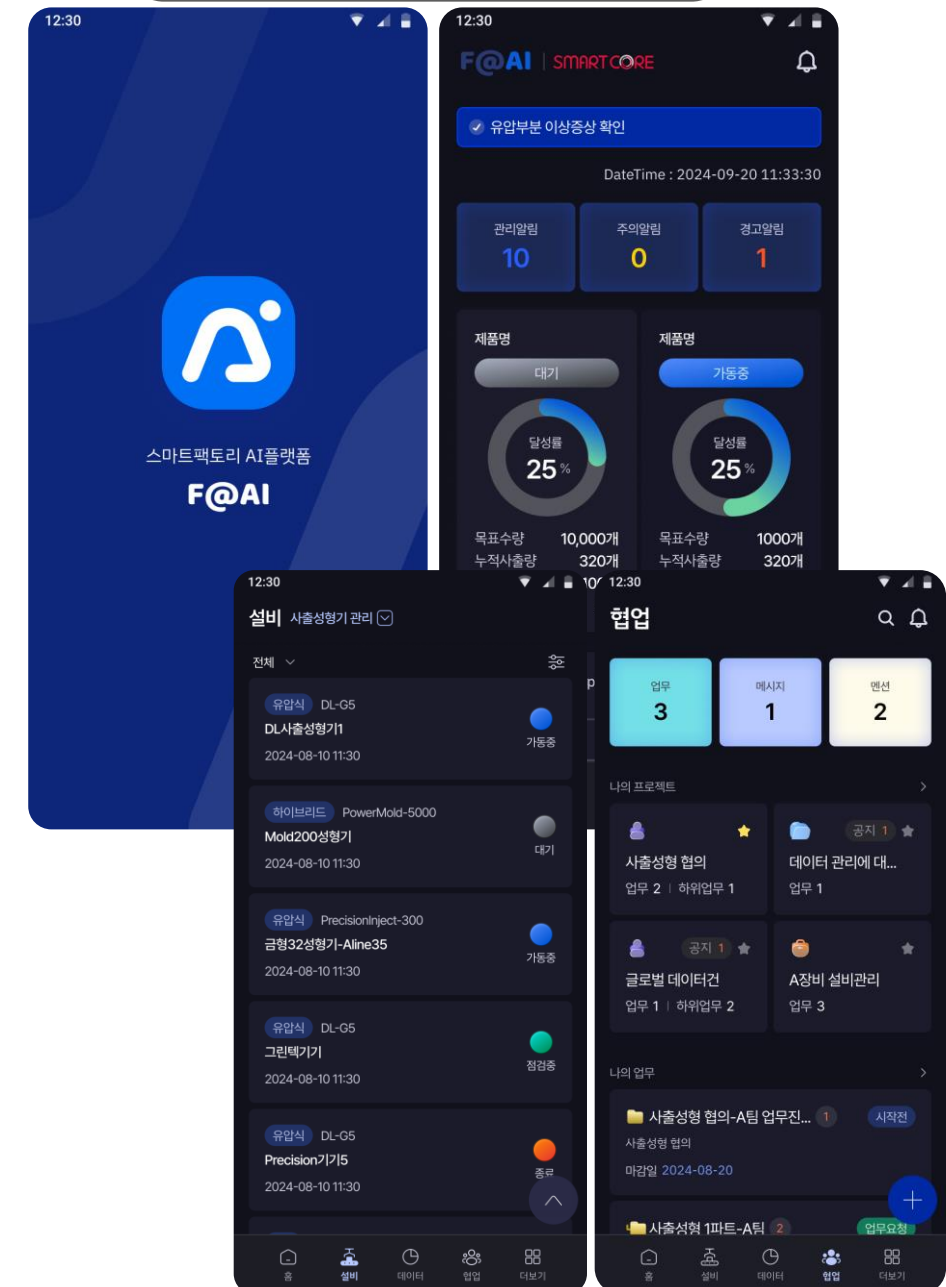 12:30
스마트팩토리 AI플랫폼
F@AI
12:30
F@AI | SMARTCORE
유압부분 이상증상 확인
DateTime : 2024-09-20 11:33:30
관리알림 주의알림 경고알림
10 0 1
제품명 제품명
대기 가동중
달성률 달성률
25 % 25 %
목표수량 10,000개 목표수량 1000개
누적사출량 320개 누적사출량 320개
12:30
설비 사출성형기 관리
전체
유압식 DL-G5
DL사출성형기1
2024-08-10 11:30
가동중
하이브리드 PowerMold-5000
Mold200성형기
2024-08-10 11:30
대기
유압식 PrecisionInject-300
금형32성형기-Aline35
2024-08-10 11:30
가동중
유압식 DL-G5
그린텍기기
2024-08-10 11:30
점검중
유압식 DL-G5
Precision기기5
2024-08-10 11:30
종료
홈 설비 데이터 협업 더보기
12:30
협업
업무 메시지 멘션
3 1 2
나의 프로젝트 >
사출성형 협의
업무 2 | 하위업무 1
공지 1
데이터 관리에 대...
업무 1
공지 1
글로벌 데이터건
업무 1 | 하위업무 2
A장비 설비관리
업무 3
나의 업무 >
사출성형 협의-A팀 업무진... 1 시작전
사출성형 협의
마감일 2024-08-20
사출성형 1파트-A팀 2 업무요청
홈 설비 데이터 협업 더보기